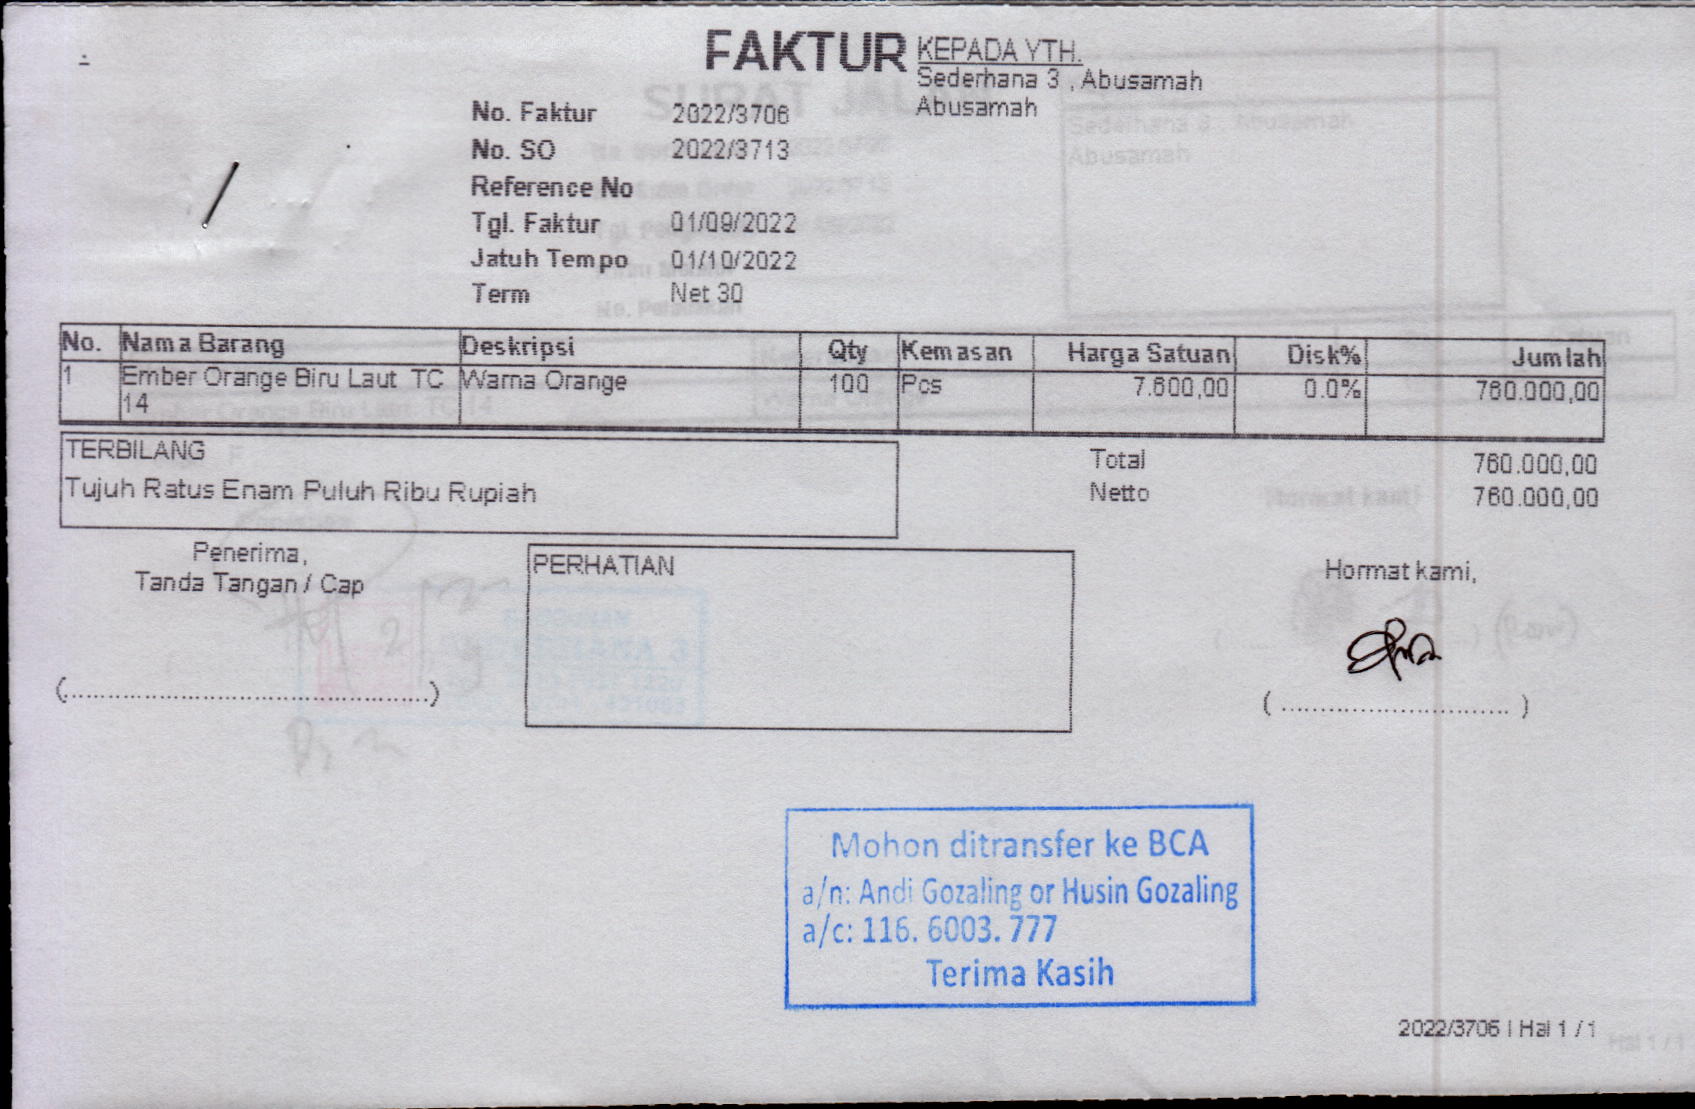 FAKTUR
KEPADA YTH.
Sederhana 3 , Abusamah
Abusamah
No. Faktur 2022/3706
No. SO 2022/3713
Reference No
Tgl. Faktur 01/09/2022
Jatuh Tempo 01/10/2022
Term Net 30
No. Nama Barang Deskripsi Qty Kemasan Harga Satuan Disk% Jumlah
1 Ember Orange Biru Laut TC Warna Orange 100 Pcs 7.600,00 0.0% 760.000,00
14
TERBILANG
Tujuh Ratus Enam Puluh Ribu Rupiah
Total 760.000,00
Netto 760.000,00
Penerima,
Tanda Tangan / Cap
(.................................................)
PERHATIAN
Hormat kami,
( .............................. )
Mohon ditransfer ke BCA
a/n: Andi Gozaling or Husin Gozaling
a/c: 116. 6003. 777
Terima Kasih
2022/3706 | Hal 1 / 1